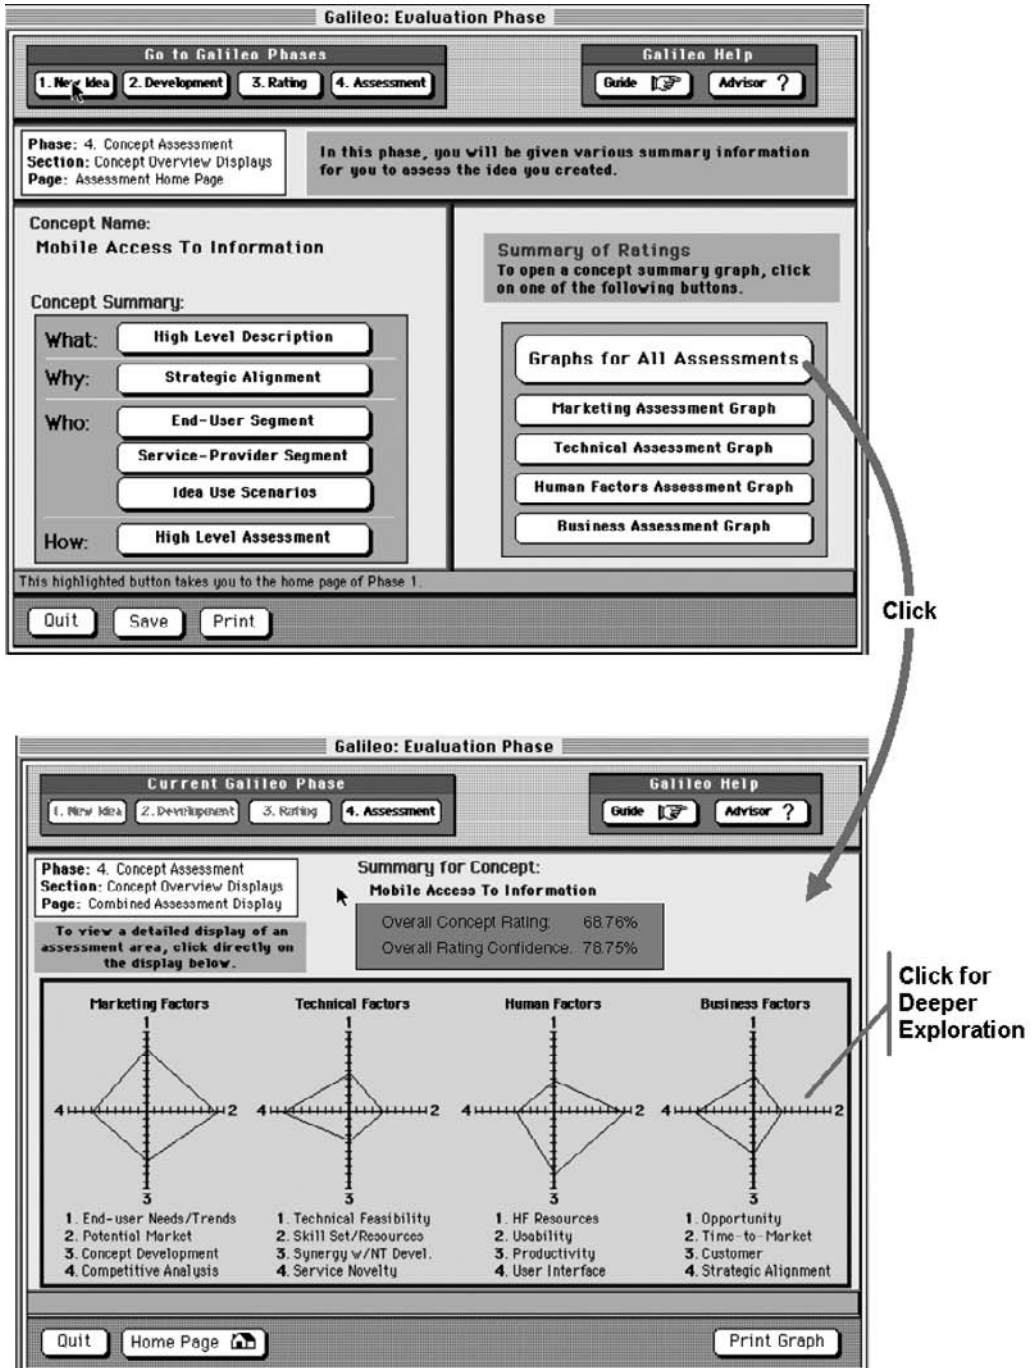 Galileo: Evaluation Phase
Go to Galileo Phases
1. New Idea
2. Development
3. Rating
4. Assessment
Galileo Help
Guide
Advisor ?
Phase: 4. Concept Assessment
Section: Concept Overview Displays
Page: Assessment Home Page
In this phase, you will be given various summary information
for you to assess the idea you created.
Concept Name:
Mobile Access To Information
Concept Summary:
What: High Level Description
Why: Strategic Alignment
Who: End-User Segment
Service-Provider Segment
Idea Use Scenarios
How: High Level Assessment
Summary of Ratings
To open a concept summary graph, click
on one of the following buttons.
Graphs for All Assessments
Marketing Assessment Graph
Technical Assessment Graph
Human Factors Assessment Graph
Business Assessment Graph
This highlighted button takes you to the home page of Phase 1.
Quit
Save
Print
Click
Galileo: Evaluation Phase
Current Galileo Phase
1. New Idea
2. Development
3. Rating
4. Assessment
Galileo Help
Guide
Advisor ?
Phase: 4. Concept Assessment
Section: Concept Overview Displays
Page: Combined Assessment Display
To view a detailed display of an
assessment area, click directly on
the display below.
Summary for Concept:
Mobile Access To Information
Overall Concept Rating: 68.76%
Overall Rating Confidence. 78.75%
Click for
Deeper
Exploration
Marketing Factors
1
4 2
3
1. End-user Needs/Trends
2. Potential Market
3. Concept Development
4. Competitive Analysis
Technical Factors
1
4 2
3
1. Technical Feasibility
2. Skill Set/Resources
3. Synergy w/NT Devel.
4. Service Novelty
Human Factors
1
4 2
3
1. HF Resources
2. Usability
3. Productivity
4. User Interface
Business Factors
1
4 2
3
1. Opportunity
2. Time-to-Market
3. Customer
4. Strategic Alignment
Quit
Home Page
Print Graph